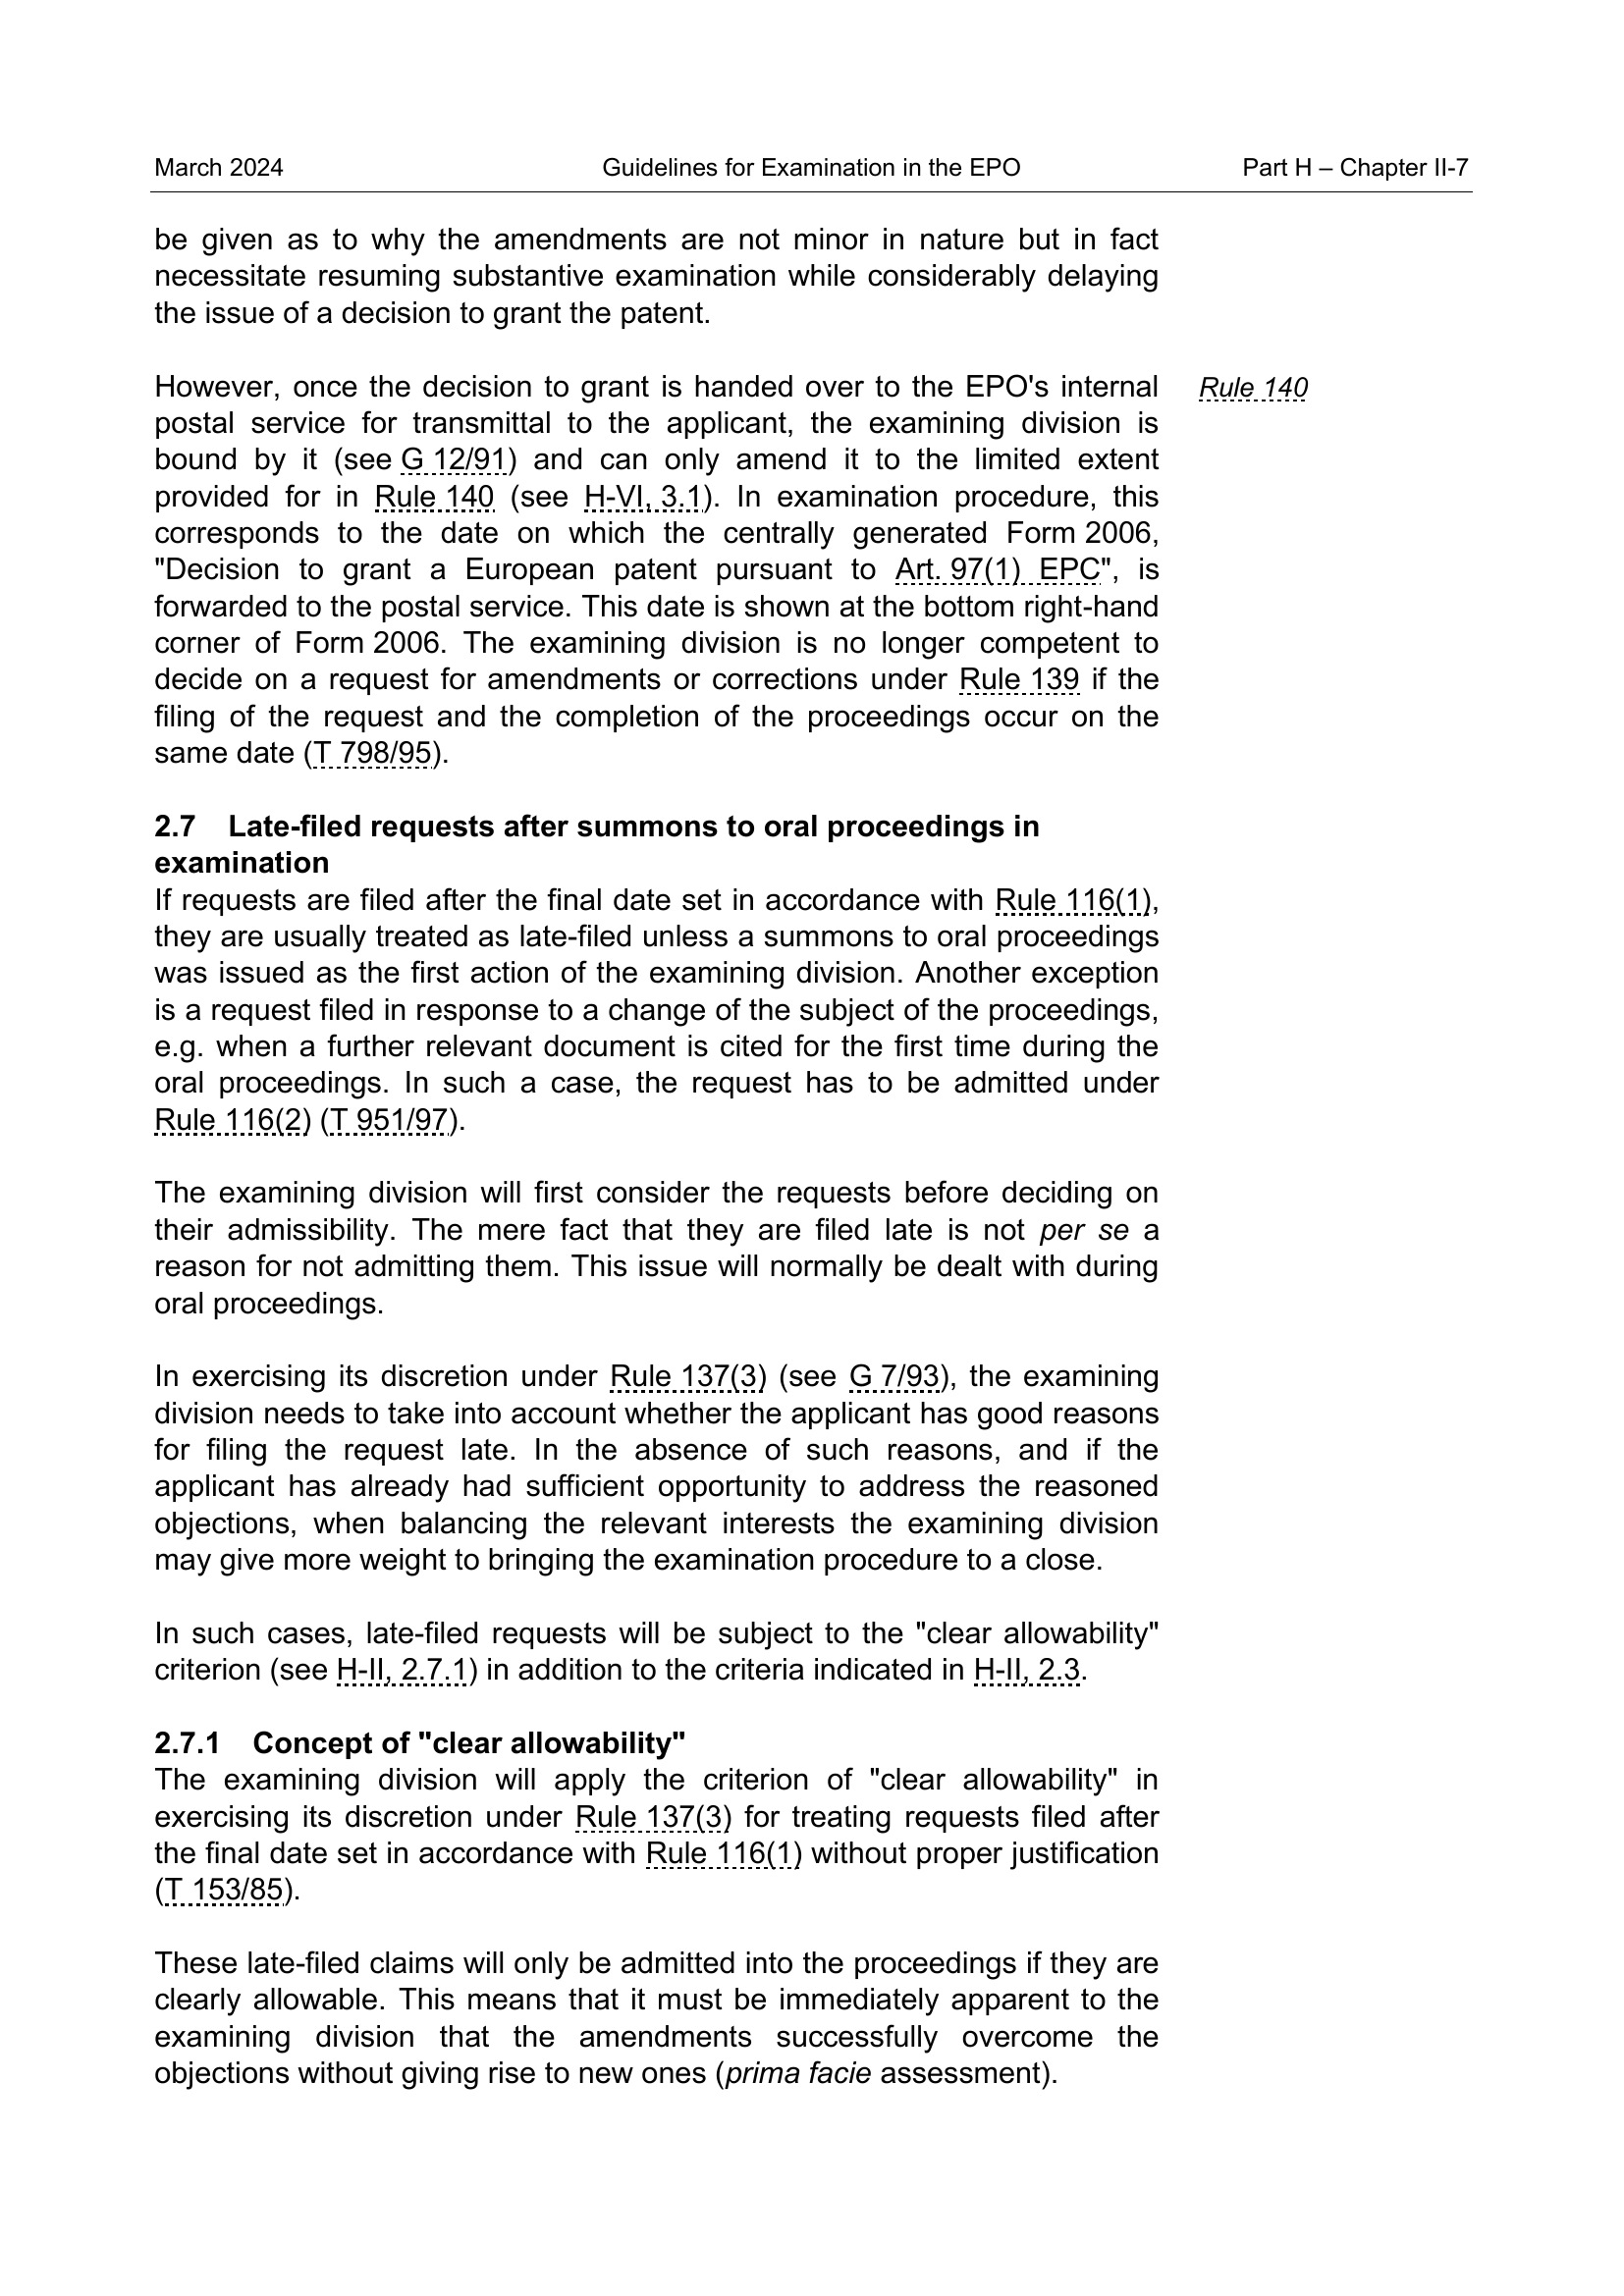 March 2024 Guidelines for Examination in the EPO Part H – Chapter II-7
be given as to why the amendments are not minor in nature but in fact
necessitate resuming substantive examination while considerably delaying
the issue of a decision to grant the patent.
However, once the decision to grant is handed over to the EPO's internal Rule 140
postal service for transmittal to the applicant, the examining division is
bound by it (see G 12/91) and can only amend it to the limited extent
provided for in Rule 140 (see H-VI, 3.1). In examination procedure, this
corresponds to the date on which the centrally generated Form 2006,
"Decision to grant a European patent pursuant to Art. 97(1) EPC", is
forwarded to the postal service. This date is shown at the bottom right-hand
corner of Form 2006. The examining division is no longer competent to
decide on a request for amendments or corrections under Rule 139 if the
filing of the request and the completion of the proceedings occur on the
same date (T 798/95).
2.7 Late-filed requests after summons to oral proceedings in
examination
If requests are filed after the final date set in accordance with Rule 116(1),
they are usually treated as late-filed unless a summons to oral proceedings
was issued as the first action of the examining division. Another exception
is a request filed in response to a change of the subject of the proceedings,
e.g. when a further relevant document is cited for the first time during the
oral proceedings. In such a case, the request has to be admitted under
Rule 116(2) (T 951/97).
The examining division will first consider the requests before deciding on
their admissibility. The mere fact that they are filed late is not per se a
reason for not admitting them. This issue will normally be dealt with during
oral proceedings.
In exercising its discretion under Rule 137(3) (see G 7/93), the examining
division needs to take into account whether the applicant has good reasons
for filing the request late. In the absence of such reasons, and if the
applicant has already had sufficient opportunity to address the reasoned
objections, when balancing the relevant interests the examining division
may give more weight to bringing the examination procedure to a close.
In such cases, late-filed requests will be subject to the "clear allowability"
criterion (see H-II, 2.7.1) in addition to the criteria indicated in H-II, 2.3.
2.7.1 Concept of "clear allowability"
The examining division will apply the criterion of "clear allowability" in
exercising its discretion under Rule 137(3) for treating requests filed after
the final date set in accordance with Rule 116(1) without proper justification
(T 153/85).
These late-filed claims will only be admitted into the proceedings if they are
clearly allowable. This means that it must be immediately apparent to the
examining division that the amendments successfully overcome the
objections without giving rise to new ones (prima facie assessment).